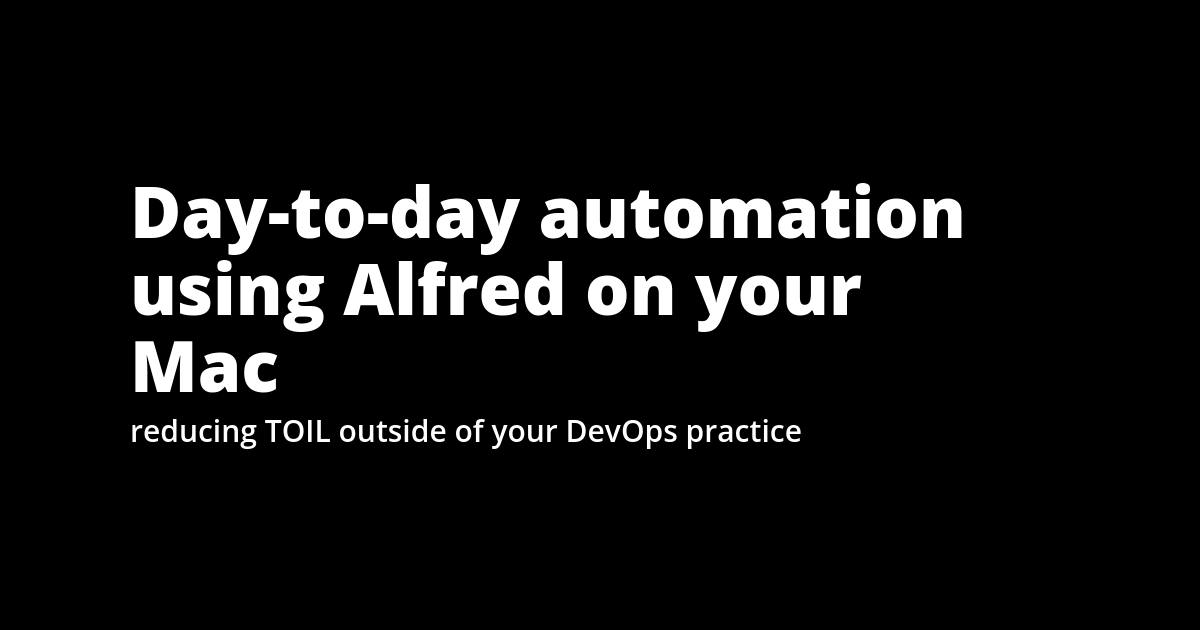 Day-to-day automation
using Alfred on your
Mac
reducing TOIL outside of your DevOps practice